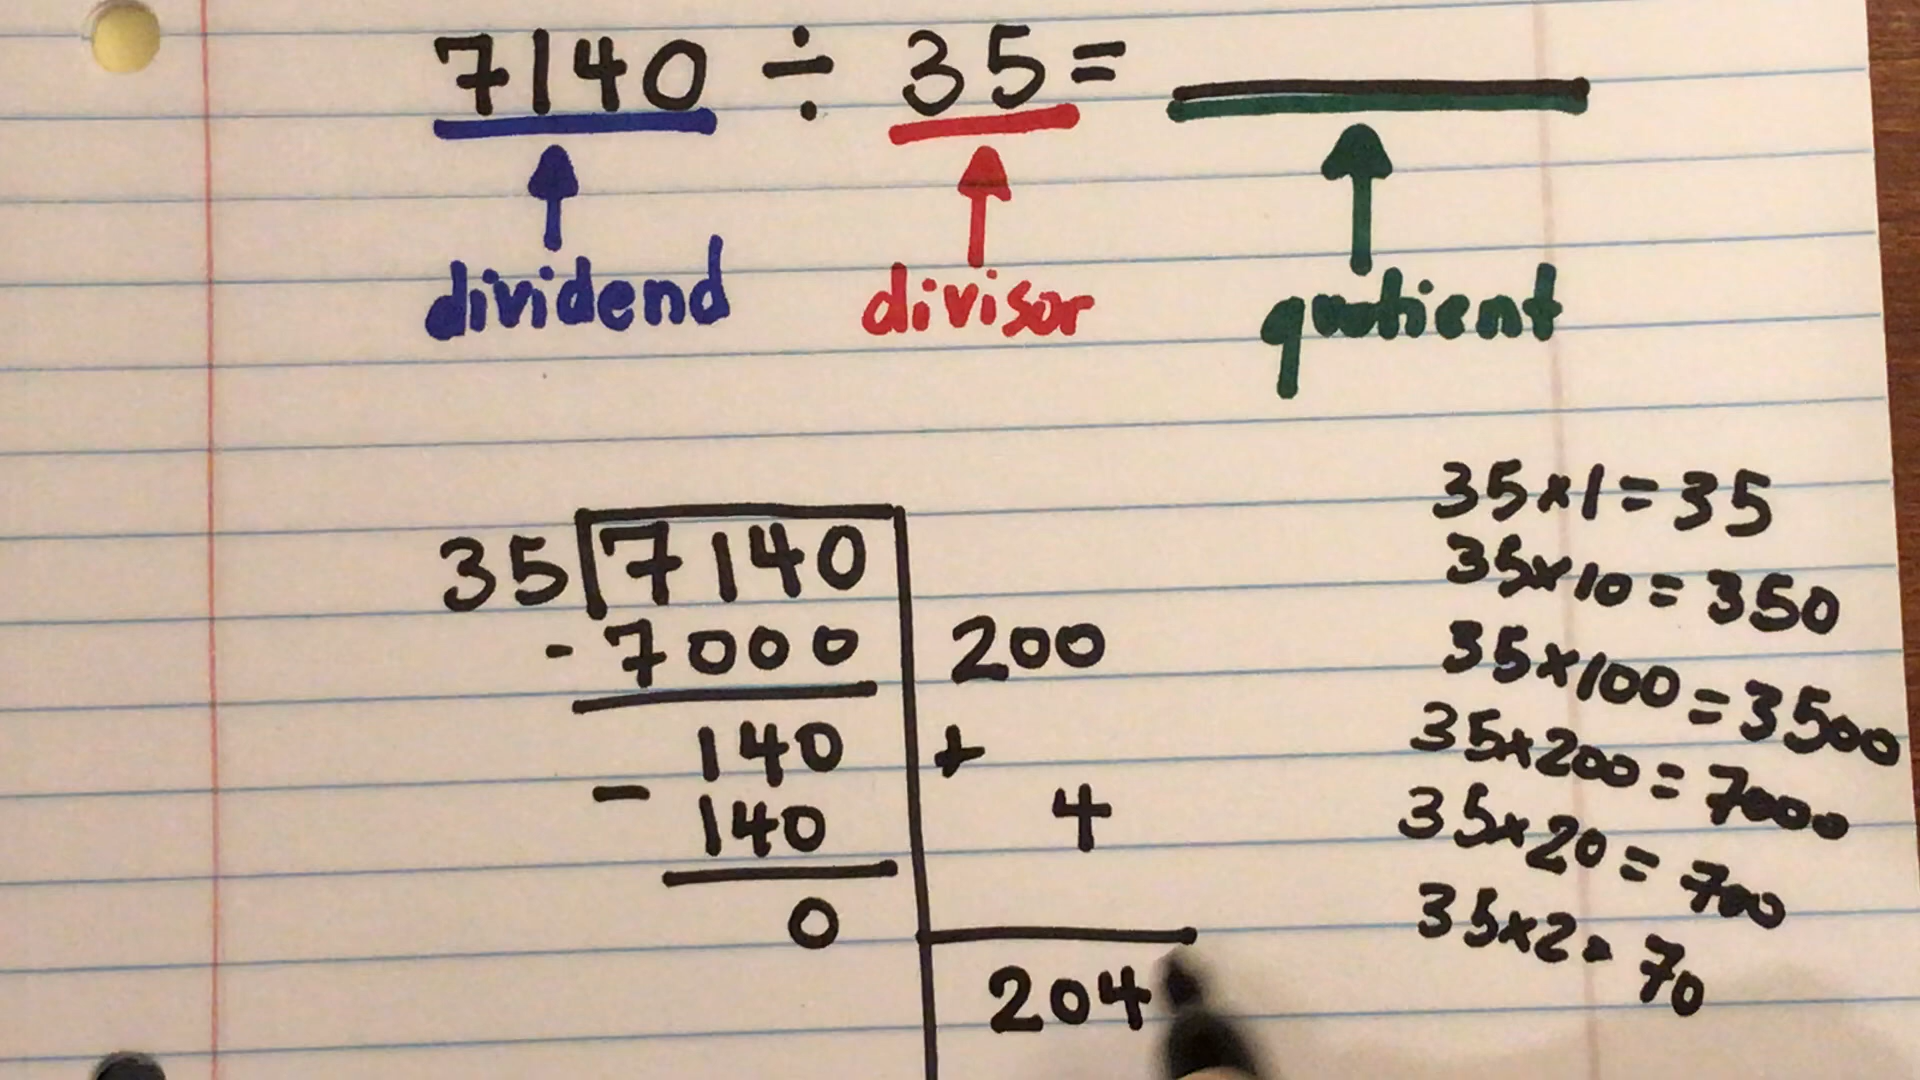 7140 ÷ 35 =
dividend divisor quotient
35 7140
- 7000 200
140 +
- 140 4
0
204
35×1=35
35×10=350
35×100=3500
35×200=7000
35×20=700
35×2=70